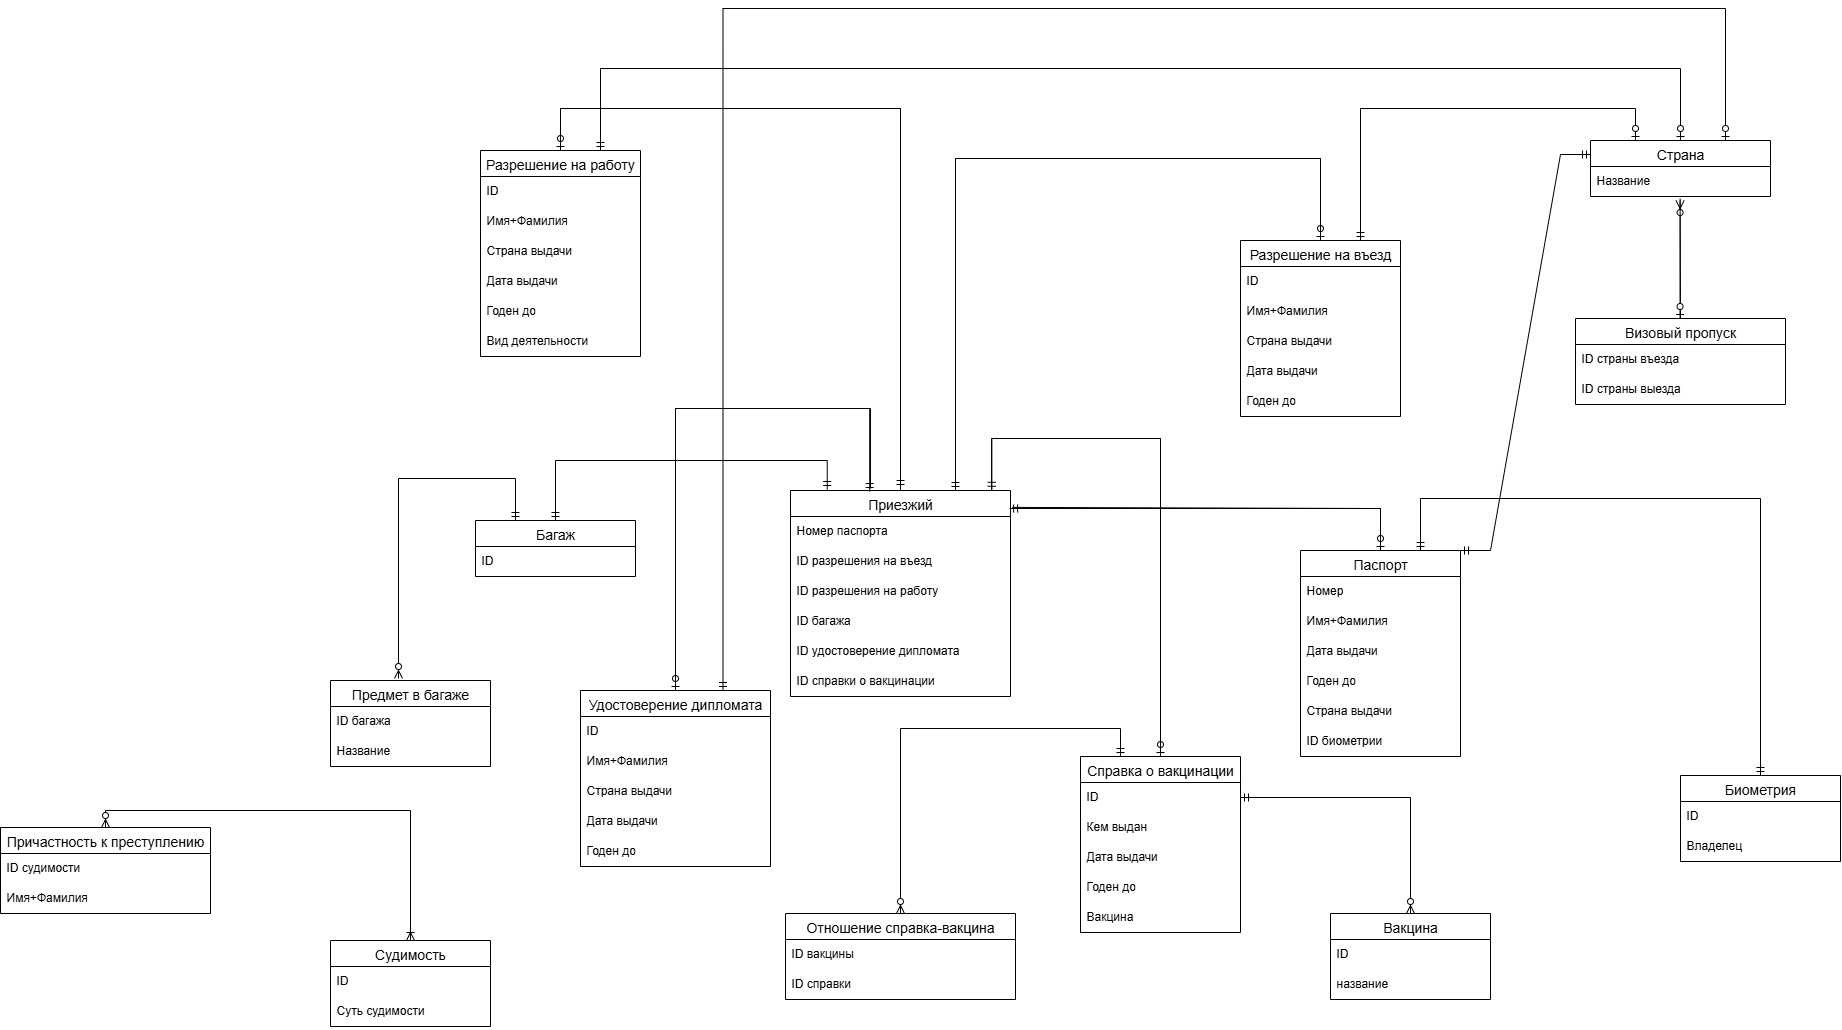 Разрешение на работу
ID
Имя+Фамилия
Страна выдачи
Дата выдачи
Годен до
Вид деятельности
Страна
Название
Разрешение на въезд
ID
Имя+Фамилия
Страна выдачи
Дата выдачи
Годен до
Визовый пропуск
ID страны въезда
ID страны выезда
Багаж
ID
Приезжий
Номер паспорта
ID разрешения на въезд
ID разрешения на работу
ID багажа
ID удостоверение дипломата
ID справки о вакцинации
Паспорт
Номер
Имя+Фамилия
Дата выдачи
Годен до
Страна выдачи
ID биометрии
Предмет в багаже
ID багажа
Название
Удостоверение дипломата
ID
Имя+Фамилия
Страна выдачи
Дата выдачи
Годен до
Справка о вакцинации
ID
Кем выдан
Дата выдачи
Годен до
Вакцина
Биометрия
ID
Владелец
Причастность к преступлению
ID судимости
Имя+Фамилия
Судимость
ID
Суть судимости
Отношение справка-вакцина
ID вакцины
ID справки
Вакцина
ID
название